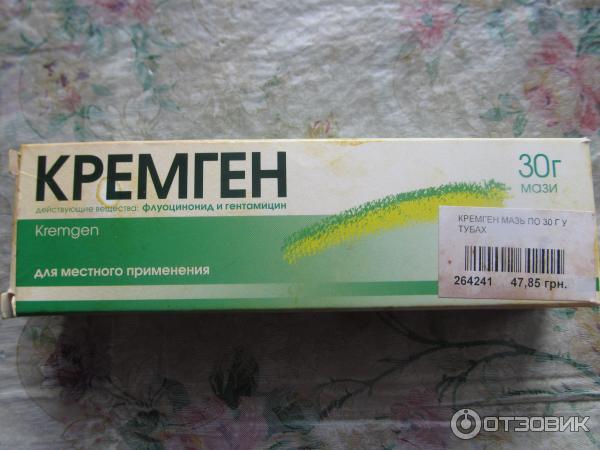 КРЕМГЕН
действующие вещества: флуоцинонид и гентамицин
Kremgen
для местного применения
30г
мази
КРЕМГЕН МАЗЬ ПО 30 Г У
ТУБАХ
264241 47,85 грн.
ОТЗОВИК